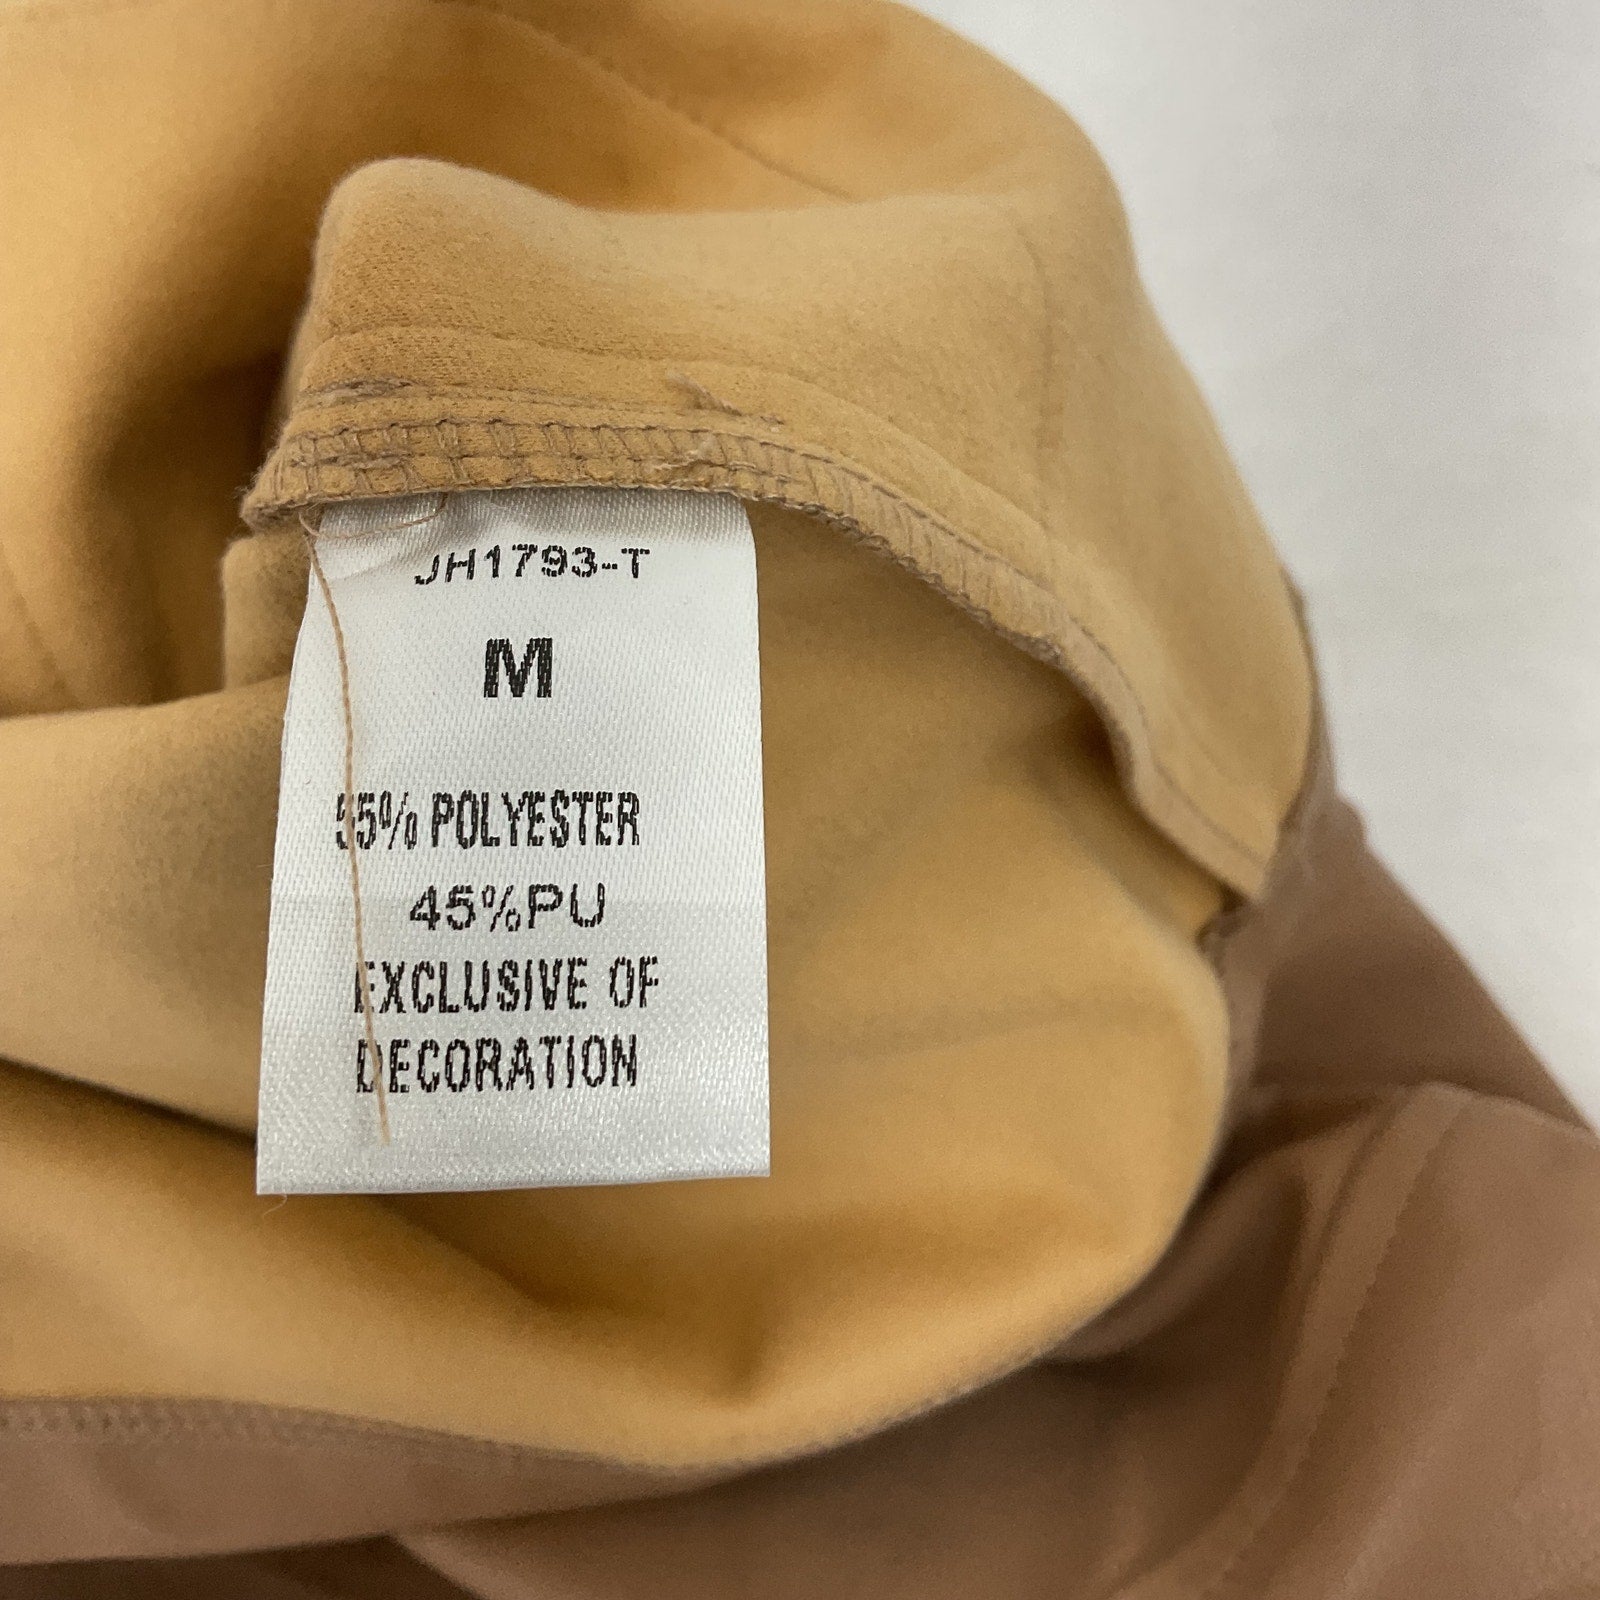 JH1793-T
M
55% POLYESTER
45%PU
EXCLUSIVE OF
DECORATION